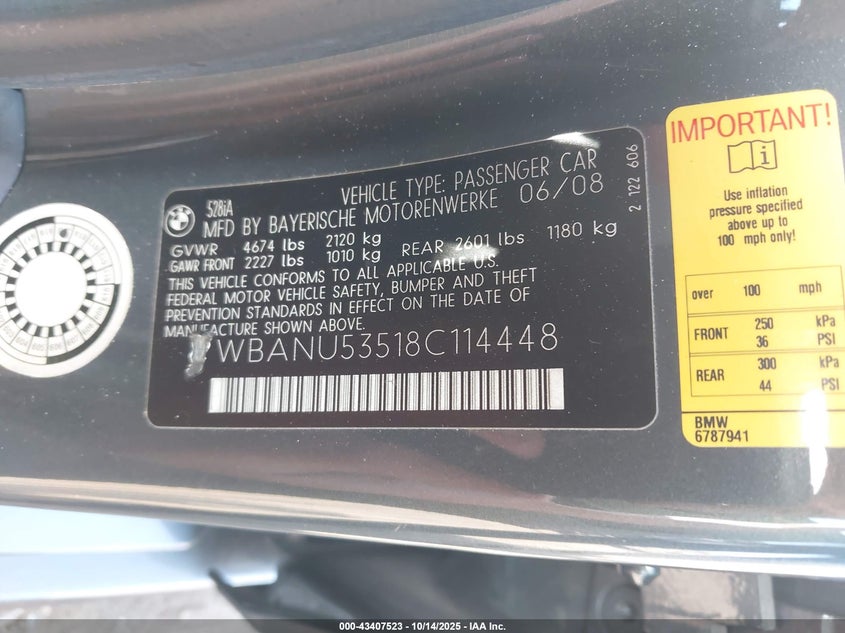 528iA
VEHICLE TYPE: PASSENGER CAR
MFD BY BAYERISCHE MOTORENWERKE 06/08
GVWR 4674 lbs 2120 kg
GAWR FRONT 2227 lbs 1010 kg REAR 2601 lbs 1180 kg
THIS VEHICLE CONFORMS TO ALL APPLICABLE U.S.
FEDERAL MOTOR VEHICLE SAFETY, BUMPER AND THEFT
PREVENTION STANDARDS IN EFFECT ON THE DATE OF
MANUFACTURE SHOWN ABOVE.
WBANU53518C114448
2 122 606
IMPORTANT!
Use inflation
pressure specified
above up to
100 mph only!
over 100 mph
FRONT 250 kPa
36 PSI
REAR 300 kPa
44 PSI
BMW
6787941
000-43407523 - 10/14/2025 - IAA Inc.